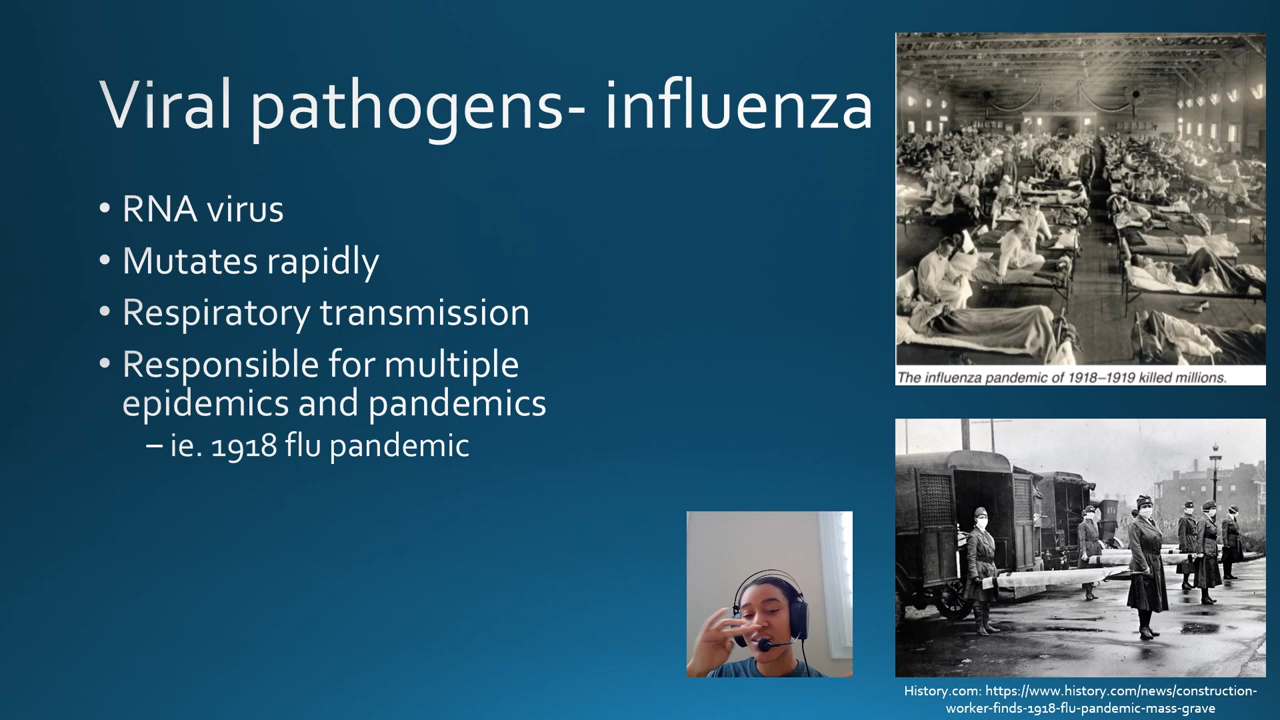 Viral pathogens- influenza
• RNA virus
• Mutates rapidly
• Respiratory transmission
• Responsible for multiple
epidemics and pandemics
– ie. 1918 flu pandemic
The influenza pandemic of 1918–1919 killed millions.
History.com: https://www.history.com/news/construction-
worker-finds-1918-flu-pandemic-mass-grave